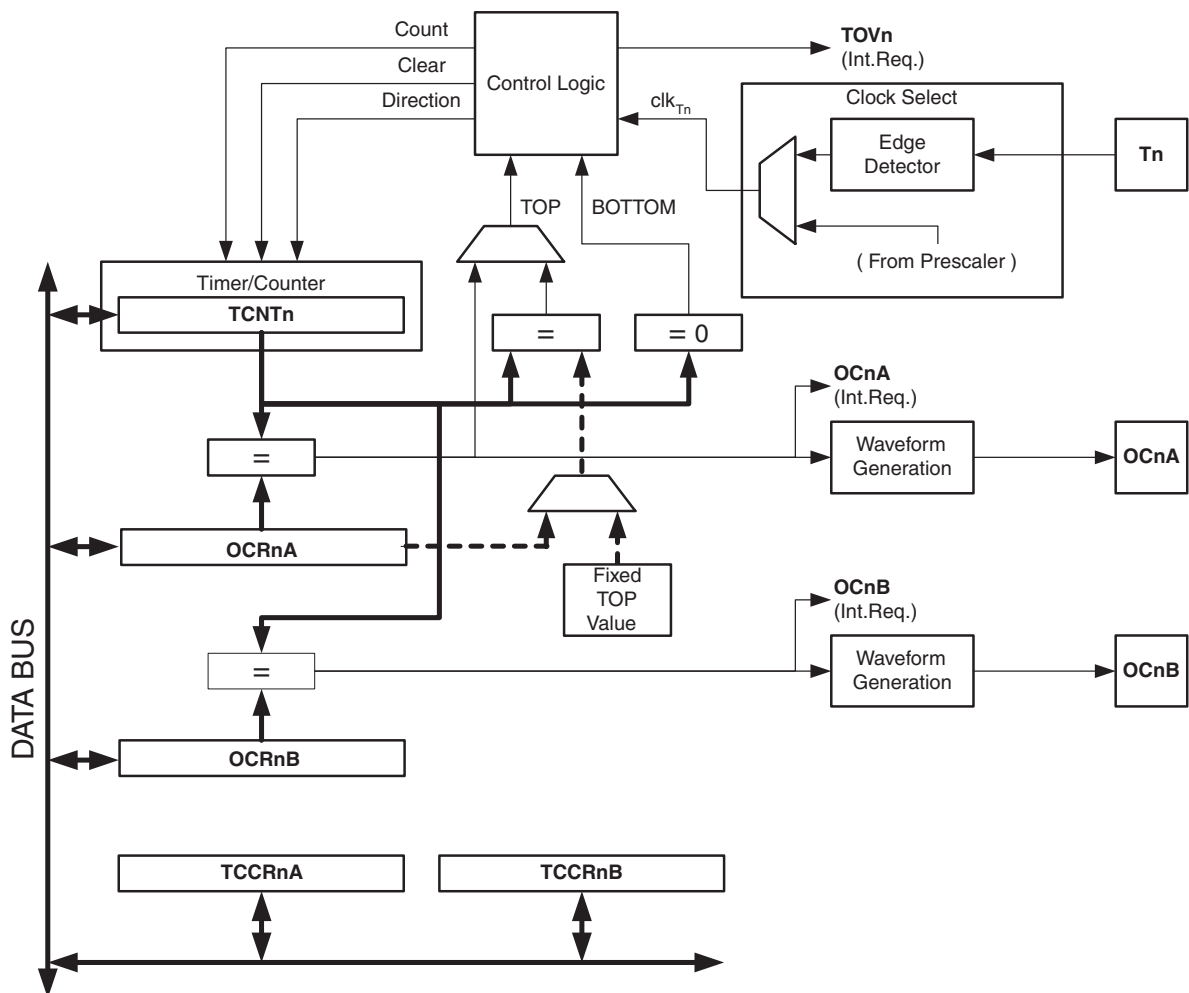 Count
Clear
Direction
Control Logic
TOVn
(Int.Req.)
clkTn
Clock Select
Edge
Detector
Tn
( From Prescaler )
TOP
BOTTOM
Timer/Counter
TCNTn
=
= 0
OCnA
(Int.Req.)
=
Waveform
Generation
OCnA
OCRnA
Fixed
TOP
Value
OCnB
(Int.Req.)
=
Waveform
Generation
OCnB
OCRnB
DATA BUS
TCCRnA
TCCRnB